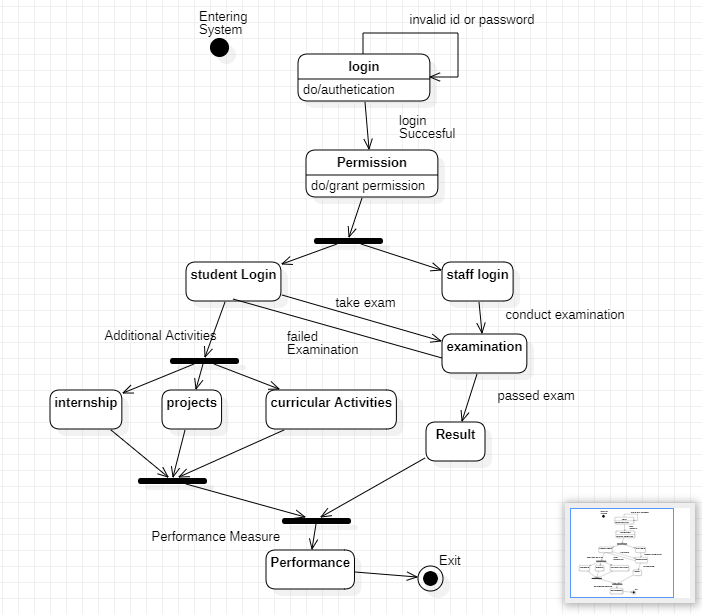 Entering
System
invalid id or password
login
do/authetication
login
Succesful
Permission
do/grant permission
student Login
staff login
take exam
conduct examination
Additional Activities
failed
Examination
examination
internship
projects
curricular Activities
passed exam
Result
Performance Measure
Performance
Exit